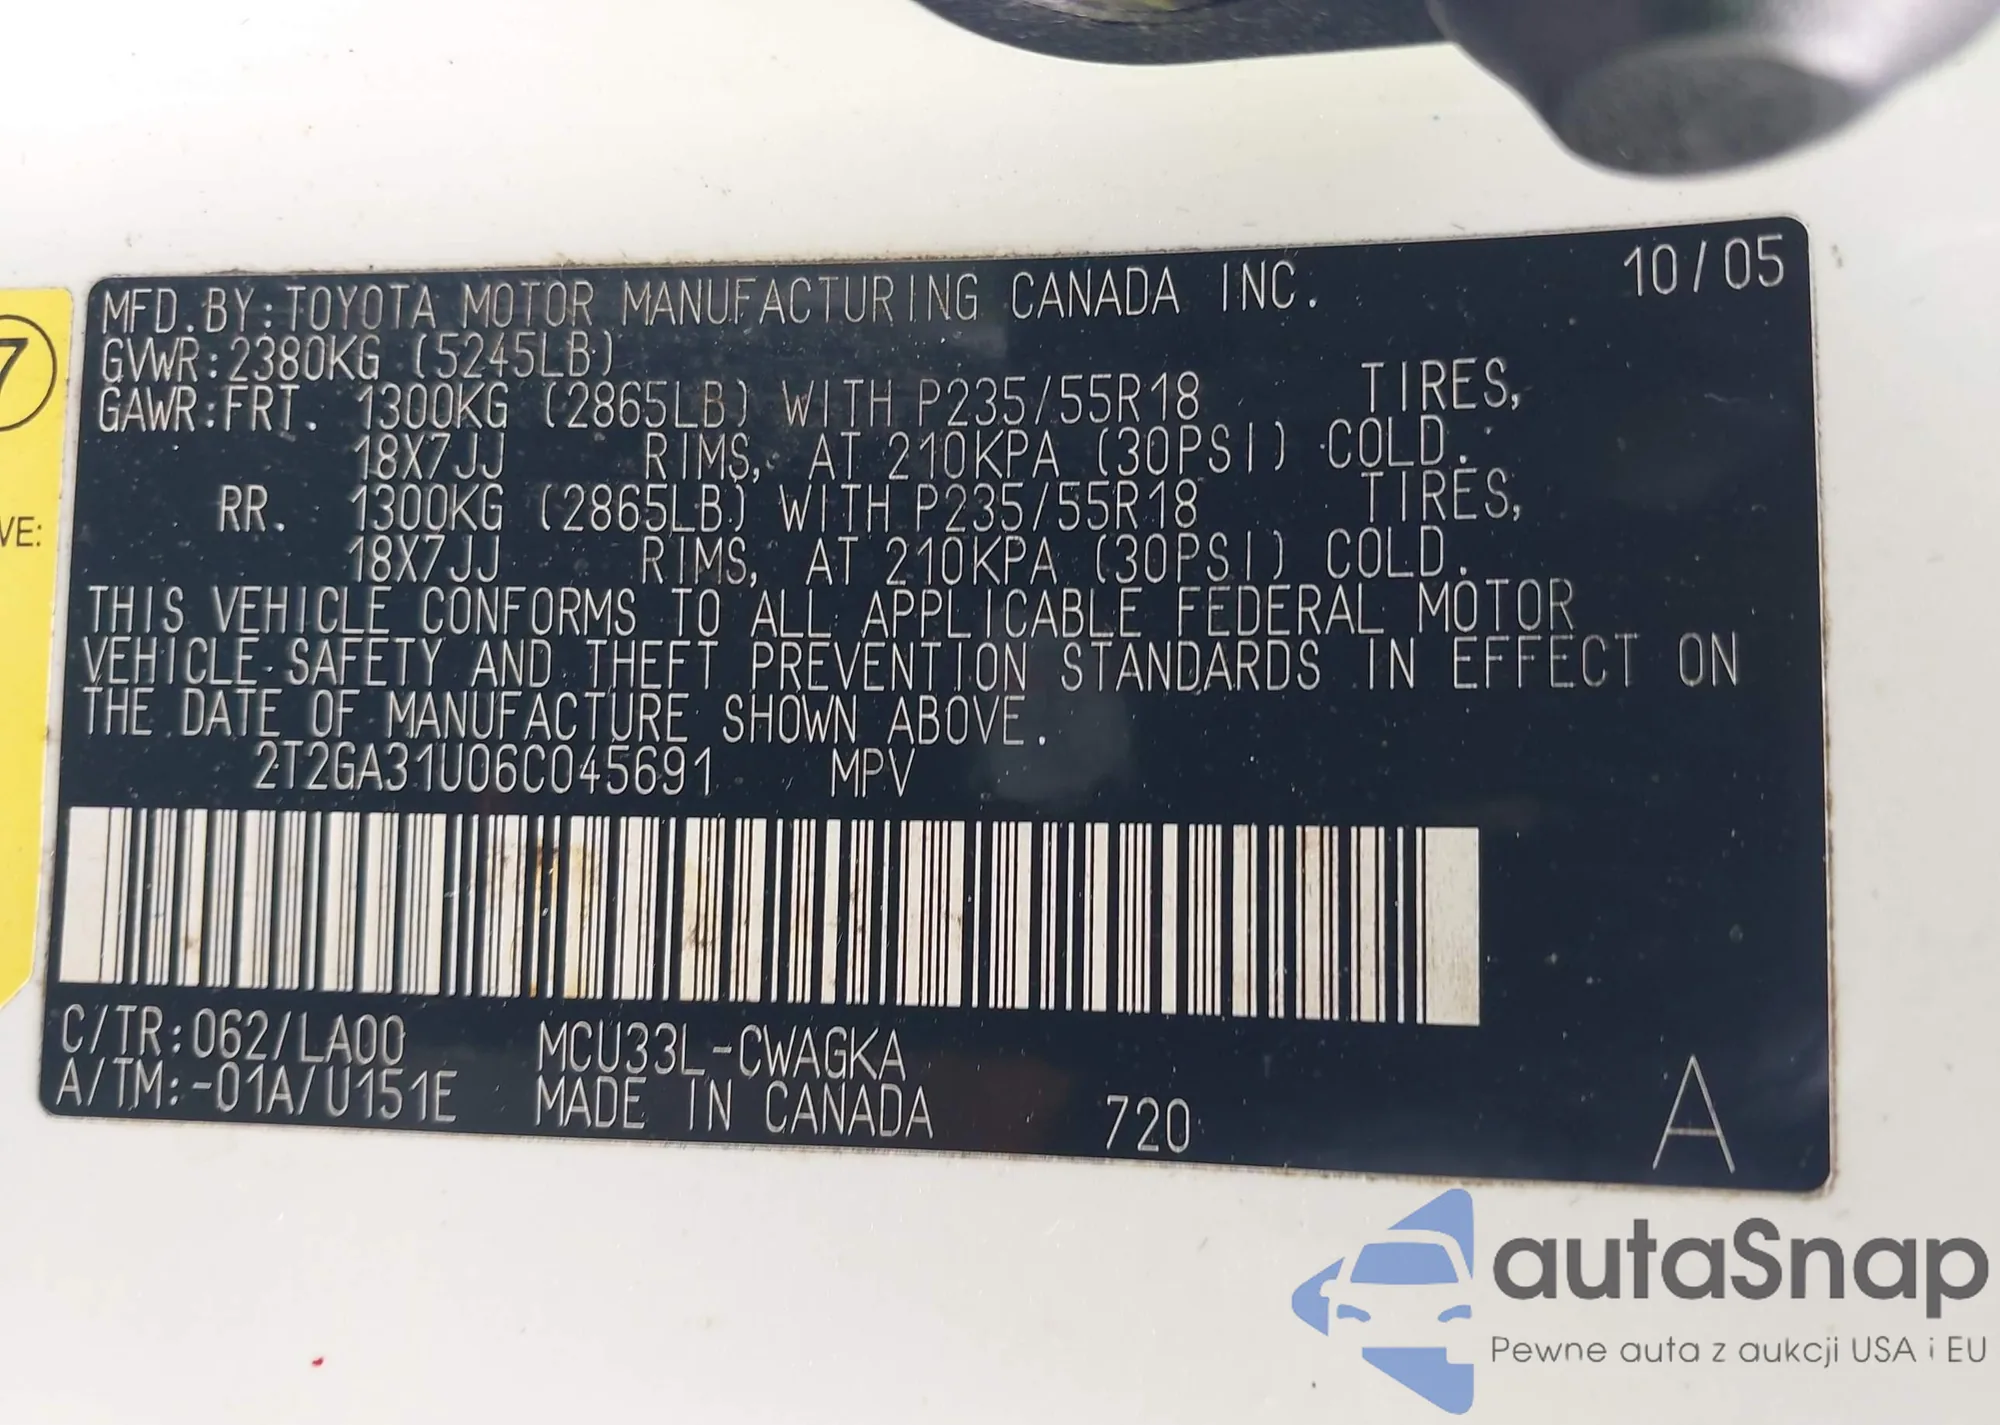 MFD.BY:TOYOTA MOTOR MANUFACTURING CANADA INC. 10/05
GVWR:2380KG (5245LB)
GAWR:FRT. 1300KG (2865LB) WITH P235/55R18 TIRES,
18X7JJ RIMS, AT 210KPA (30PSI) COLD.
RR. 1300KG (2865LB) WITH P235/55R18 TIRES,
18X7JJ RIMS, AT 210KPA (30PSI) COLD.
THIS VEHICLE CONFORMS TO ALL APPLICABLE FEDERAL MOTOR
VEHICLE SAFETY AND THEFT PREVENTION STANDARDS IN EFFECT ON
THE DATE OF MANUFACTURE SHOWN ABOVE.
2T2GA31U06C045691 MPV
C/TR:062/LA00 MCU33L-CWAGKA
A/TM:-01A/U151E MADE IN CANADA 720 A
7
VE:
autaSnap
Pewne auta z aukcji USA i EU